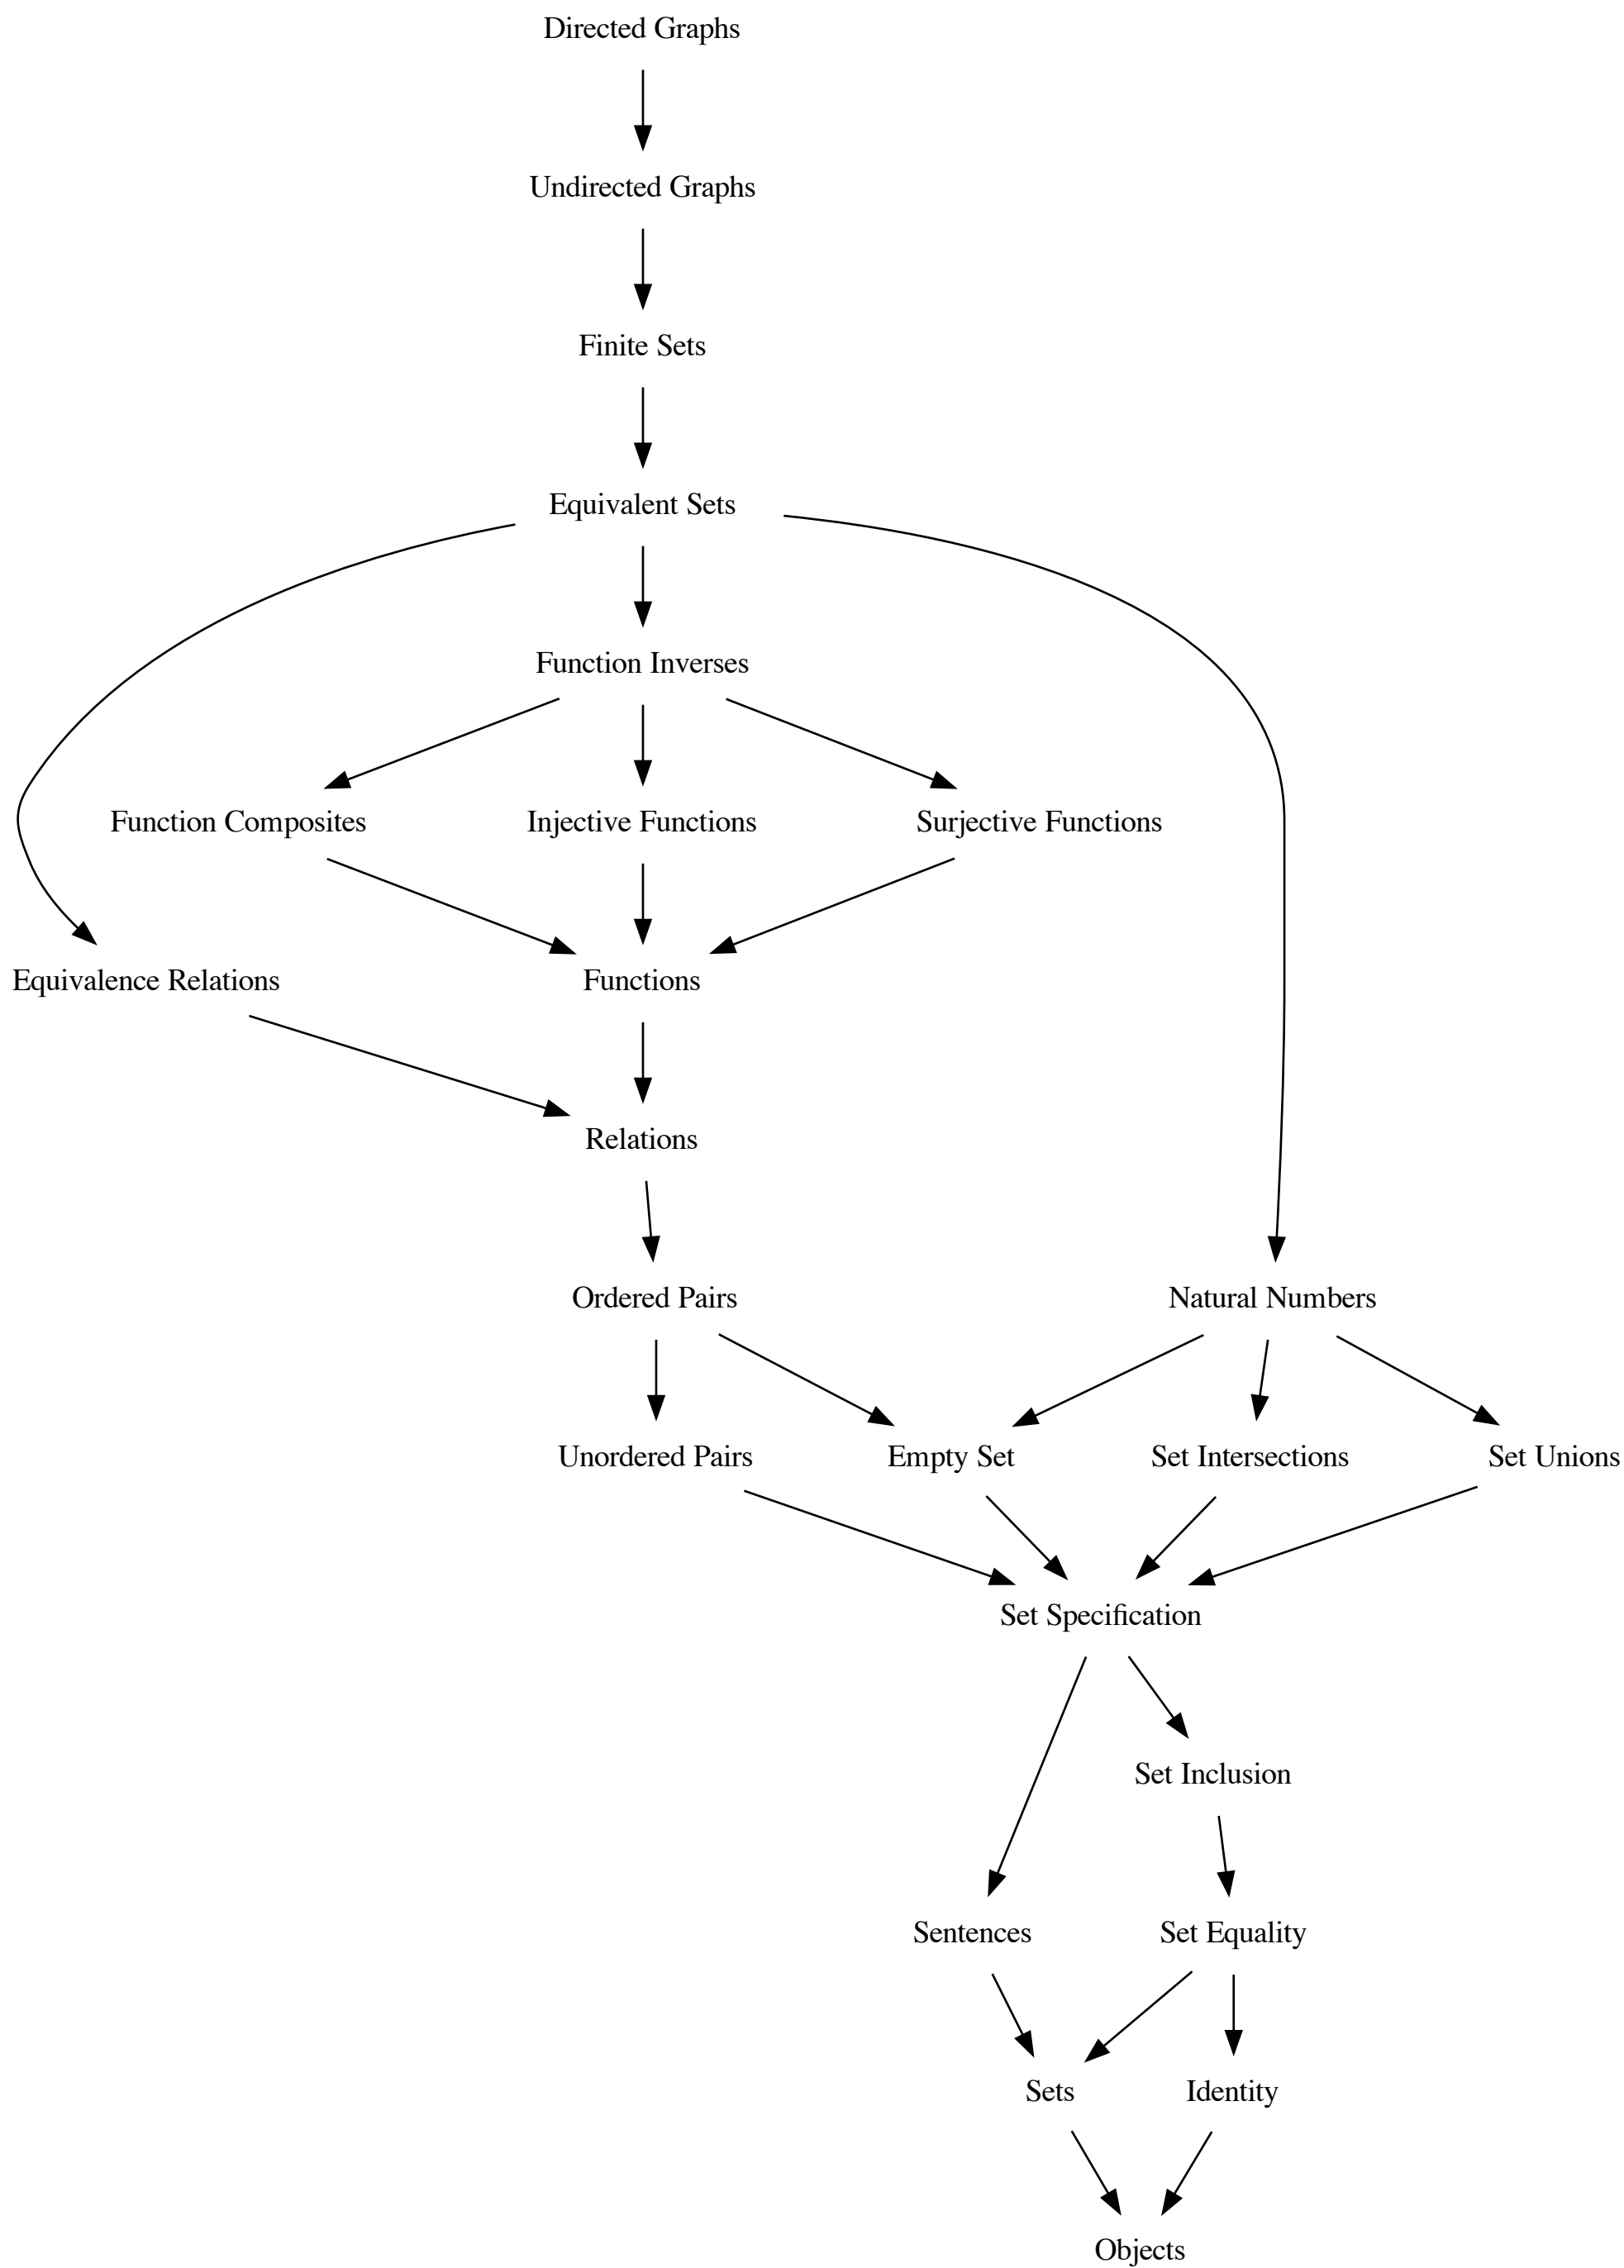 Directed Graphs
Undirected Graphs
Finite Sets
Equivalent Sets
Function Inverses
Function Composites
Injective Functions
Surjective Functions
Equivalence Relations
Functions
Relations
Ordered Pairs
Natural Numbers
Unordered Pairs
Empty Set
Set Intersections
Set Unions
Set Specification
Set Inclusion
Sentences
Set Equality
Sets
Identity
Objects